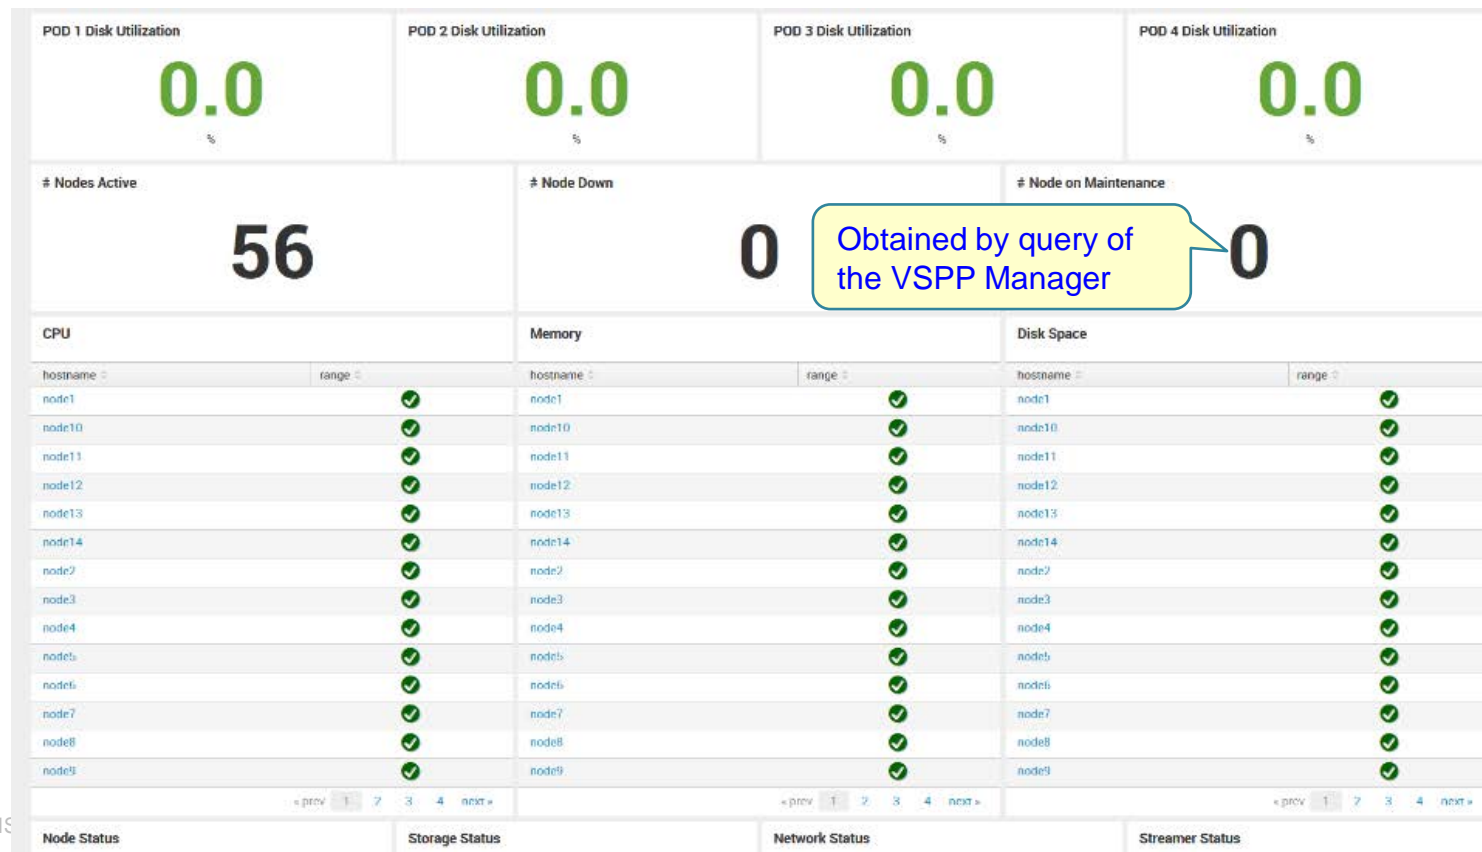 POD 1 Disk Utilization POD 2 Disk Utilization POD 3 Disk Utilization POD 4 Disk Utilization
0.0 0.0 0.0 0.0
% % % %
# Nodes Active # Node Down # Node on Maintenance
56 0 0
Obtained by query of
the VSPP Manager
CPU Memory Disk Space
hostname range hostname range hostname range
node1 node1 node1
node10 node10 node10
node11 node11 node11
node12 node12 node12
node13 node13 node13
node14 node14 node14
node2 node2 node2
node3 node3 node3
node4 node4 node4
node5 node5 node5
node6 node6 node6
node7 node7 node7
node8 node8 node8
node9 node9 node9
« prev 1 2 3 4 next » « prev 1 2 3 4 next » « prev 1 2 3 4 next »
Node Status Storage Status Network Status Streamer Status